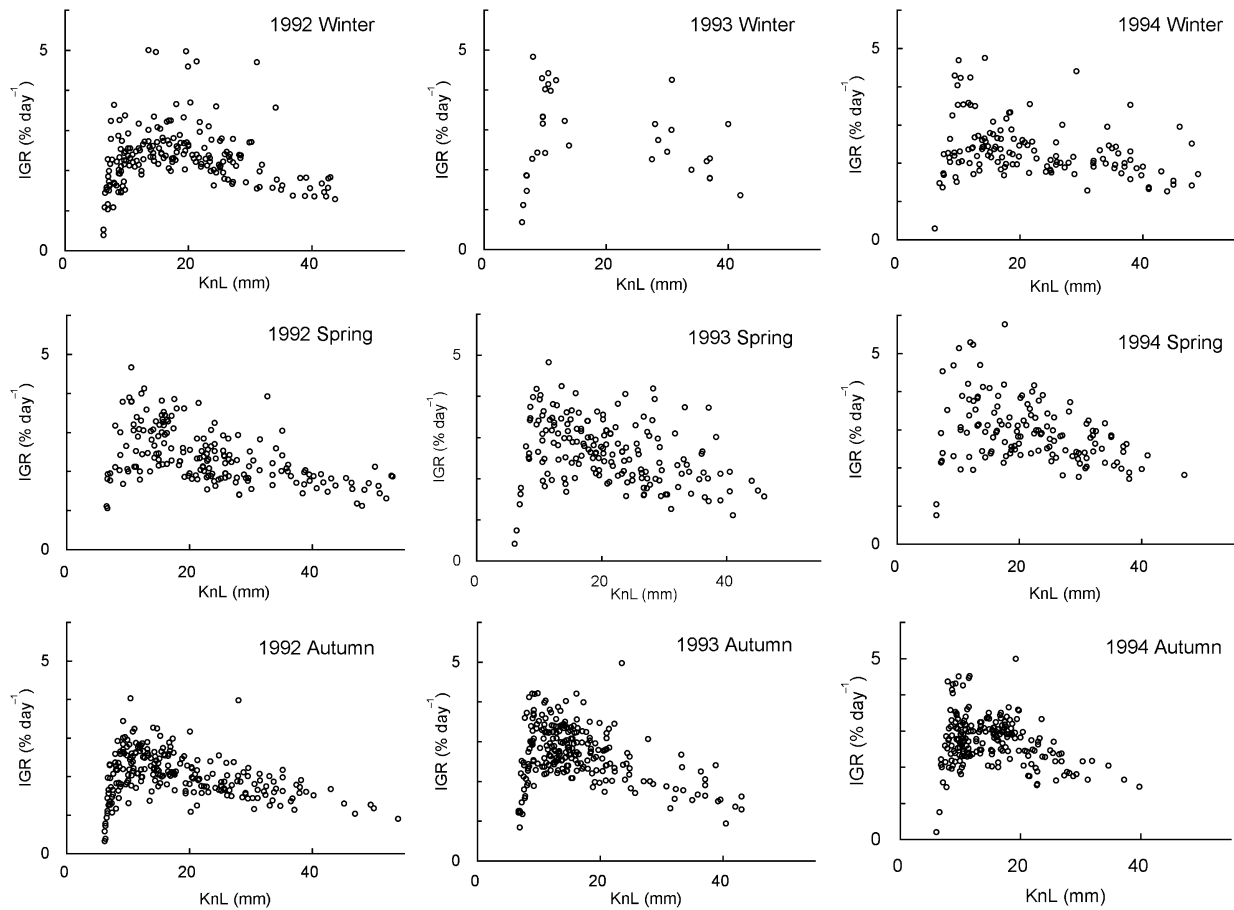 1992 Winter
5
IGR (% day⁻¹)
0
0 20 40
KnL (mm)
1993 Winter
5
IGR (% day⁻¹)
0
0 20 40
KnL (mm)
1994 Winter
5
IGR (% day⁻¹)
0
0 20 40
KnL (mm)
1992 Spring
5
IGR (% day⁻¹)
0
0 20 40
KnL (mm)
1993 Spring
5
IGR (% day⁻¹)
0
0 20 40
KnL (mm)
1994 Spring
5
IGR (% day⁻¹)
0
0 20 40
KnL (mm)
1992 Autumn
5
IGR (% day⁻¹)
0
0 20 40
KnL (mm)
1993 Autumn
5
IGR (% day⁻¹)
0
0 20 40
KnL (mm)
1994 Autumn
5
IGR (% day⁻¹)
0
0 20 40
KnL (mm)